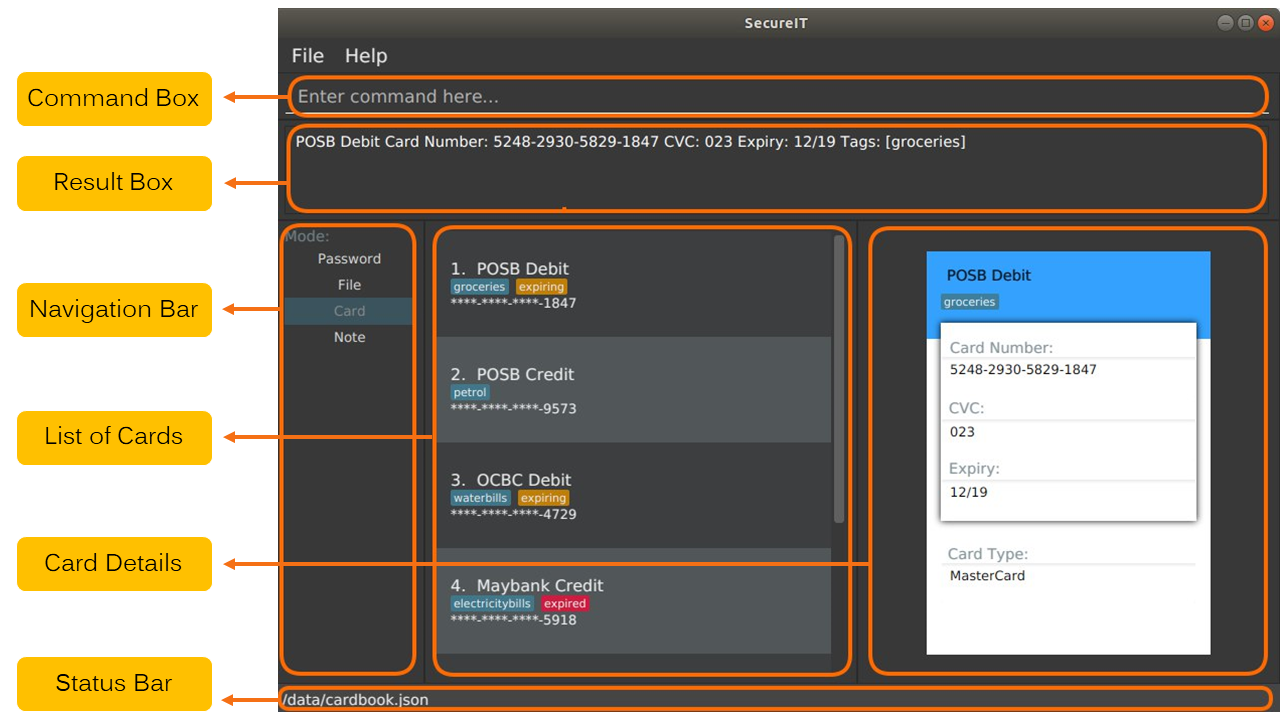 SecureIT
File Help
Command Box
Enter command here...
Result Box
POSB Debit Card Number: 5248-2930-5829-1847 CVC: 023 Expiry: 12/19 Tags: [groceries]
Navigation Bar
Mode:
Password
File
Card
Note
List of Cards
1. POSB Debit
groceries expiring
****-****-****-1847
2. POSB Credit
petrol
****-****-****-9573
3. OCBC Debit
waterbills expiring
****-****-****-4729
4. Maybank Credit
electricitybills expired
****-****-****-5918
Card Details
POSB Debit
groceries
Card Number:
5248-2930-5829-1847
CVC:
023
Expiry:
12/19
Card Type:
MasterCard
Status Bar
/data/cardbook.json